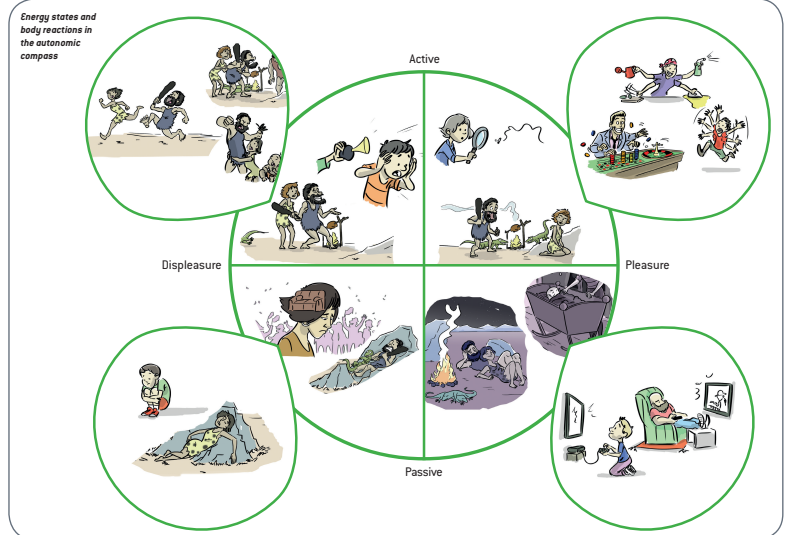 Energy states and
body reactions in
the autonomic
compass
Active
Displeasure
Pleasure
Passive